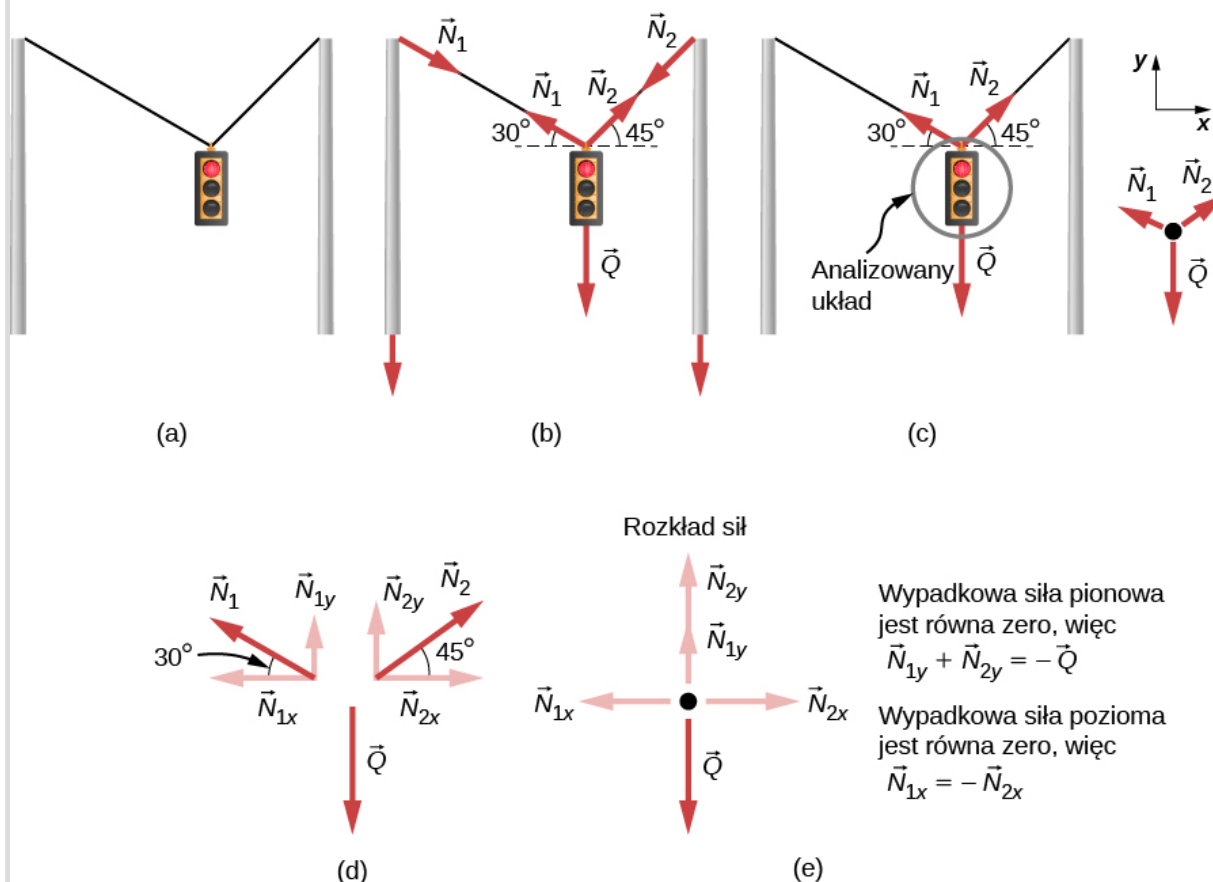 N⃗₁
N⃗₁
N⃗₂
N⃗₂
30° 45°
Q⃗
N⃗₁
N⃗₂
30° 45°
Q⃗
Analizowany
układ
y
x
N⃗₁ N⃗₂
Q⃗
(a) (b) (c)
N⃗₁ N⃗₁y N⃗₂y N⃗₂
30° 45°
N⃗₁x N⃗₂x
Q⃗
(d)
Rozkład sił
N⃗₂y
N⃗₁y
N⃗₁x N⃗₂x
Q⃗
(e)
Wypadkowa siła pionowa
jest równa zero, więc
N⃗₁y + N⃗₂y = − Q⃗
Wypadkowa siła pozioma
jest równa zero, więc
N⃗₁x = − N⃗₂x